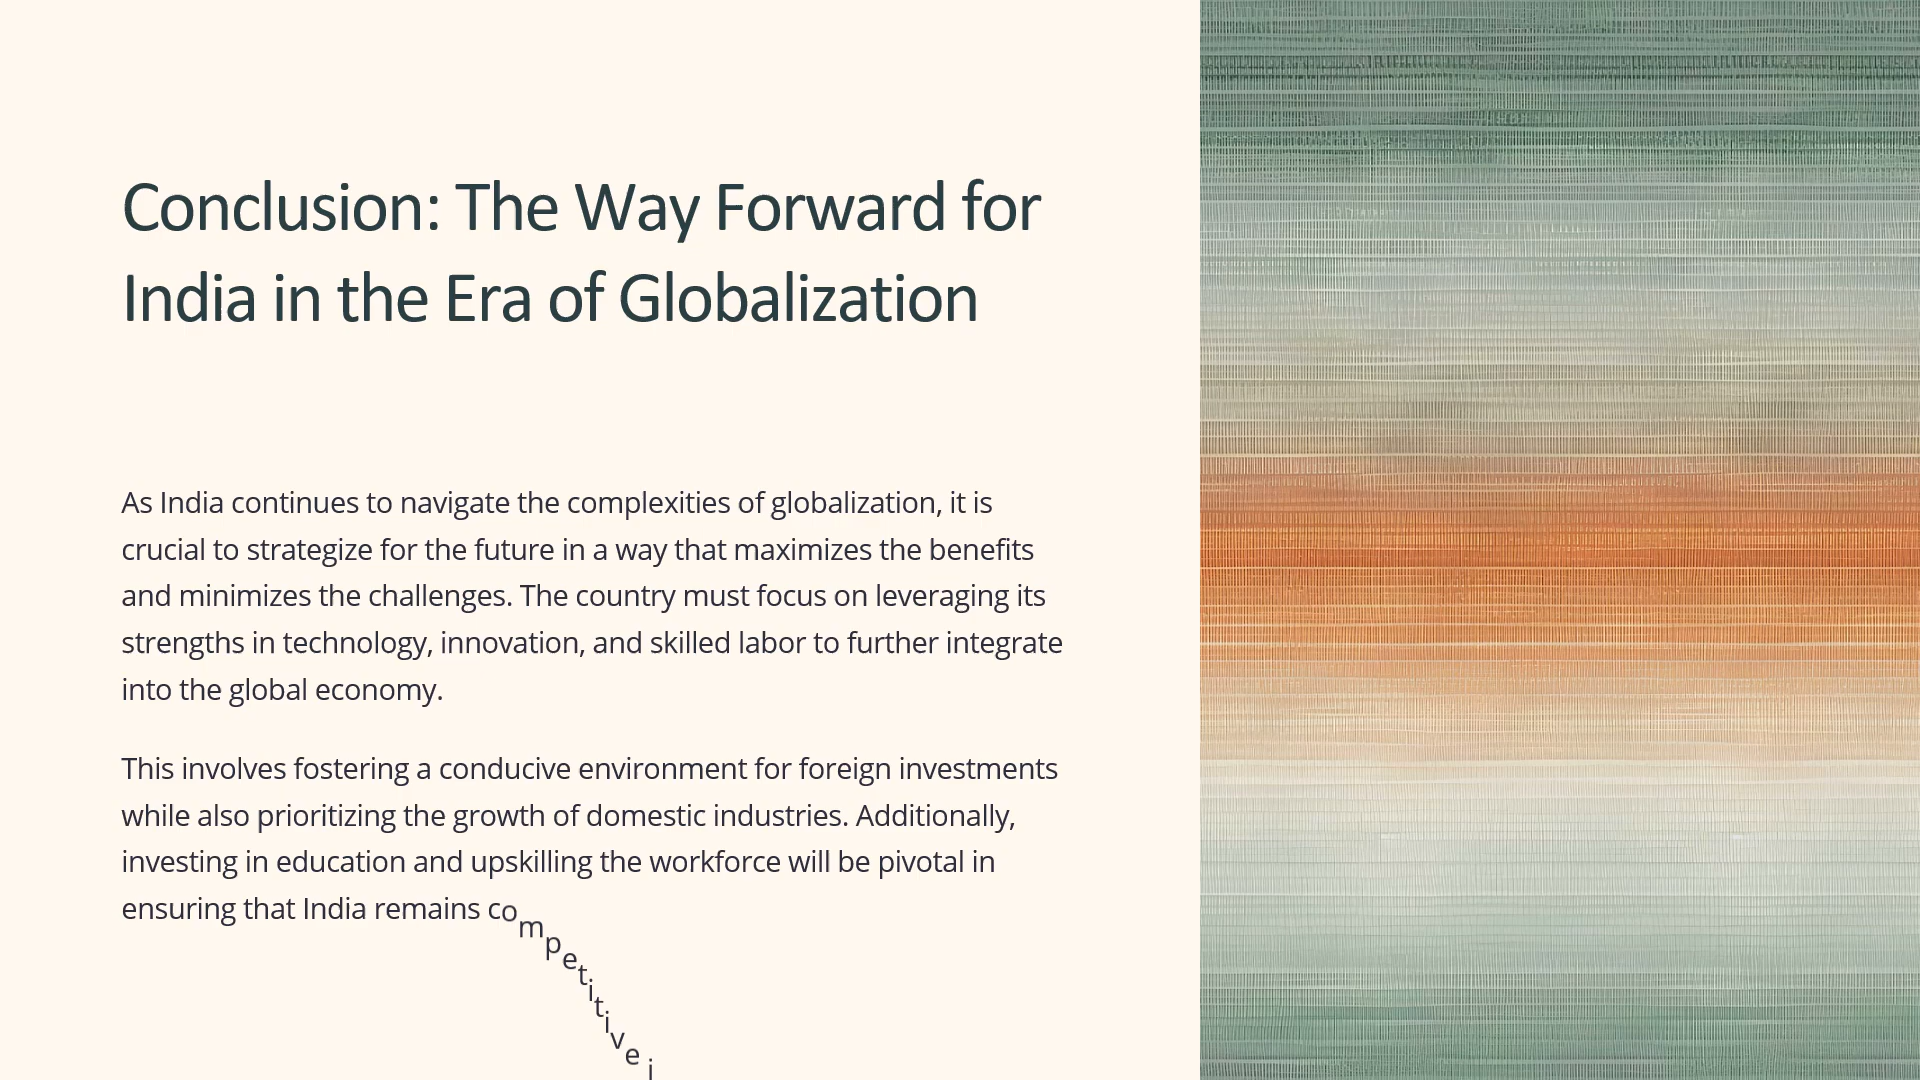 Conclusion: The Way Forward for
India in the Era of Globalization
As India continues to navigate the complexities of globalization, it is
crucial to strategize for the future in a way that maximizes the benefits
and minimizes the challenges. The country must focus on leveraging its
strengths in technology, innovation, and skilled labor to further integrate
into the global economy.
This involves fostering a conducive environment for foreign investments
while also prioritizing the growth of domestic industries. Additionally,
investing in education and upskilling the workforce will be pivotal in
ensuring that India remains competitive i